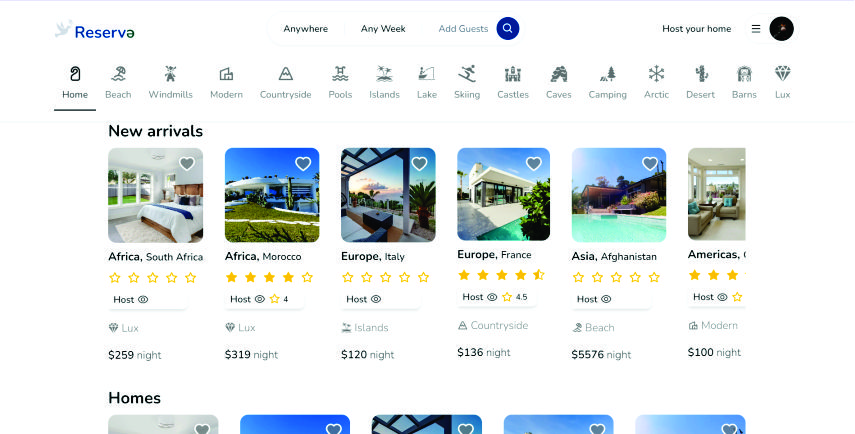 Reservə
Anywhere
Any Week
Add Guests
Host your home
Home
Beach
Windmills
Modern
Countryside
Pools
Islands
Lake
Skiing
Castles
Caves
Camping
Arctic
Desert
Barns
Lux
New arrivals
Africa, South Africa
Host
Lux
$259 night
Africa, Morocco
Host 4
Lux
$319 night
Europe, Italy
Host
Islands
$120 night
Europe, France
Host 4.5
Countryside
$136 night
Asia, Afghanistan
Host
Beach
$5576 night
Americas,
Host
Modern
$100 night
Homes